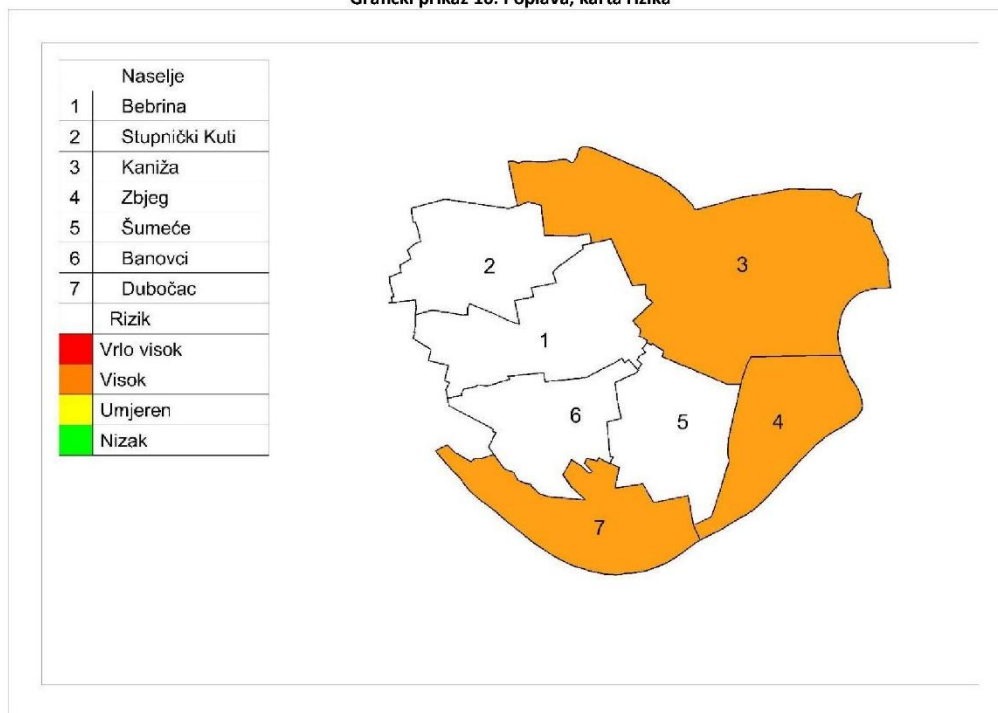 Grafički prikaz 10. Poplava, karta rizika
Naselje
1 Bebrina
2 Stupnički Kuti
3 Kaniža
4 Zbjeg
5 Šumeće
6 Banovci
7 Dubočac
Rizik
Vrlo visok
Visok
Umjeren
Nizak
3
2
1
6
5
4
7